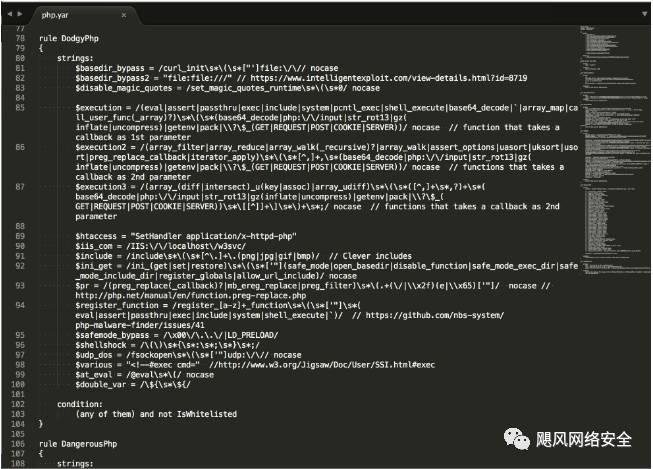 php.yar
77
78 rule DodgyPhp
79 {
80 strings:
81 $basedir_bypass = /curl_init\s*\(\s*["']file:\/\// nocase
82 $basedir_bypass2 = "file:file:///" // https://www.intelligentexploit.com/view-details.html?id=8719
83 $disable_magic_quotes = /set_magic_quotes_runtime\s*\(\s*0/ nocase
84
85 $execution = /(eval|assert|passthru|exec|include|system|pcntl_exec|shell_execute|base64_decode|`|array_map|ca
ll_user_func(_array)?)\s*\(\s*(base64_decode|php:\/\/input|str_rot13|gz(
inflate|uncompress)|getenv|pack|\\?\$_(GET|REQUEST|POST|COOKIE|SERVER))/ nocase // function that takes a
callback as 1st parameter
86 $execution2 = /(array_filter|array_reduce|array_walk(_recursive)?|array_walk|assert_options|uasort|uksort|us
ort|preg_replace_callback|iterator_apply)\s*\(\s*[^,]+,\s*(base64_decode|php:\/\/input|str_rot13|gz(
inflate|uncompress)|getenv|pack|\\?\$_(GET|REQUEST|POST|COOKIE|SERVER))/ nocase // functions that takes a
callback as 2nd parameter
87 $execution3 = /(array_(diff|intersect)_u(key|assoc)|array_udiff)\s*\(\s*([^,]+\s*,?)+\s*(
base64_decode|php:\/\/input|str_rot13|gz(inflate|uncompress)|getenv|pack|\\?\$_(
GET|REQUEST|POST|COOKIE|SERVER))\s*\[[^]]+\]\s*\)+\s*;/ nocase // functions that takes a callback as 2nd
parameter
88
89 $htaccess = "SetHandler application/x-httpd-php"
90 $iis_com = /IIS:\/\/localhost\/w3svc/
91 $include = /include\s*\(\s*[^\.]+\.(png|jpg|gif|bmp)/ // Clever includes
92 $ini_get = /ini_(get|set|restore)\s*\(\s*['"](safe_mode|open_basedir|disable_function|safe_mode_exec_dir|safe
_mode_include_dir|register_globals|allow_url_include)/ nocase
93 $pr = /(preg_replace(_callback)?|mb_ereg_replace|preg_filter)\s*\(.+(\/|\\x2f)(e|\\x65)['"]/ nocase //
http://php.net/manual/en/function.preg-replace.php
94 $register_function = /register_[a-z]+_function\s*\(\s*['"]\s*(
eval|assert|passthru|exec|include|system|shell_execute|`)/ // https://github.com/nbs-system/
php-malware-finder/issues/41
95 $safemode_bypass = /\x00\/\.\.\/|LD_PRELOAD/
96 $shellshock = /\(\)\s*{\s*:\s*;\s*}\s*;/
97 $udp_dos = /fsockopen\s*\(\s*['"]udp:\/\// nocase
98 $various = "<!--#exec cmd=" //http://www.w3.org/Jigsaw/Doc/User/SSI.html#exec
99 $at_eval = /@eval\s*\(/ nocase
100 $double_var = /\${\s*\${/
101
102 condition:
103 (any of them) and not IsWhitelisted
104 }
105
106 rule DangerousPhp
107 {
108 strings:
飓风网络安全